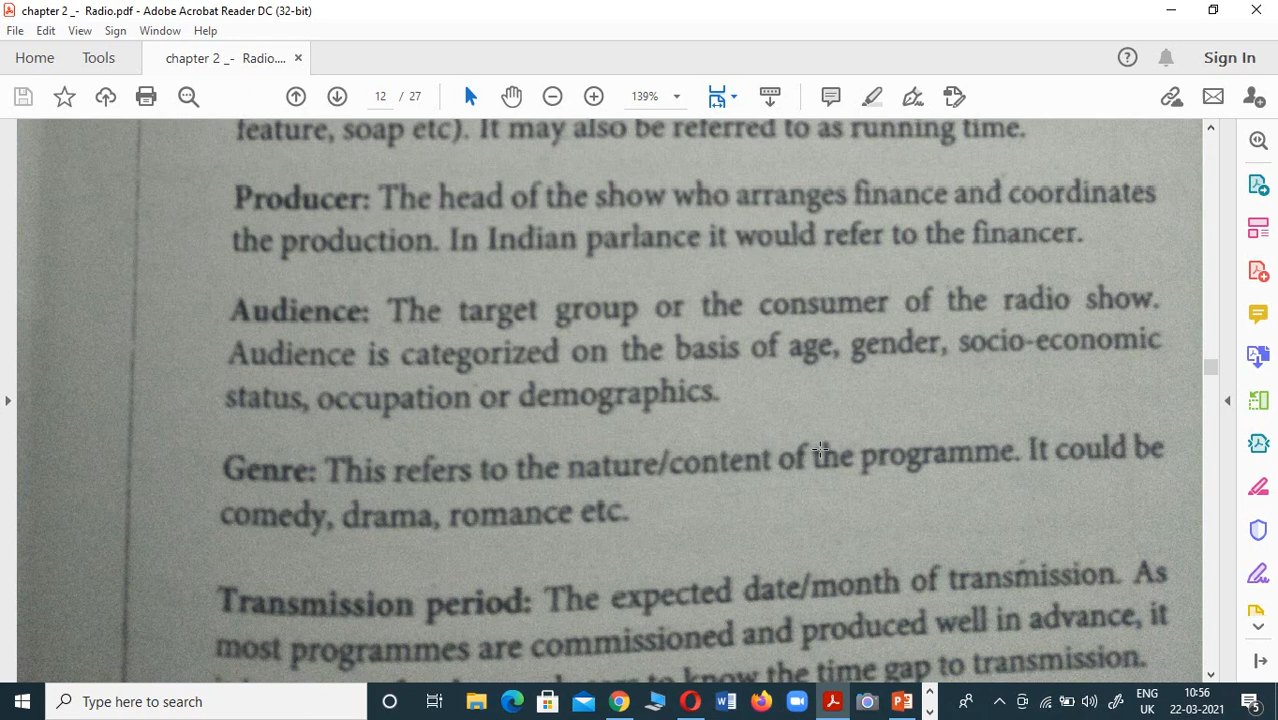 chapter 2 _- Radio.pdf - Adobe Acrobat Reader DC (32-bit)
File Edit View Sign Window Help
Home Tools chapter 2 _- Radio.... × Sign In
12 / 27 139%
feature, soap etc). It may also be referred to as running time.
Producer: The head of the show who arranges finance and coordinates
the production. In Indian parlance it would refer to the financer.
Audience: The target group or the consumer of the radio show.
Audience is categorized on the basis of age, gender, socio-economic
status, occupation or demographics.
Genre: This refers to the nature/content of the programme. It could be
comedy, drama, romance etc.
Transmission period: The expected date/month of transmission. As
most programmes are commissioned and produced well in advance, it
to know the time gap to transmission.
Type here to search
ENG 10:56
UK 22-03-2021 5